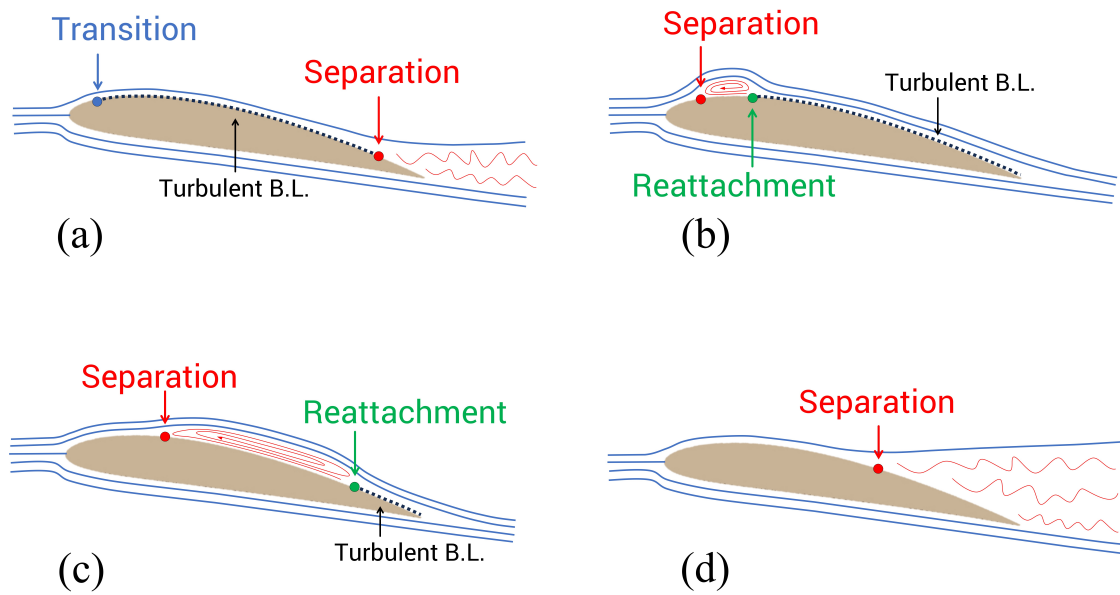 Transition
Separation
Turbulent B.L.
(a)
Separation
Turbulent B.L.
Reattachment
(b)
Separation
Reattachment
Turbulent B.L.
(c)
Separation
(d)